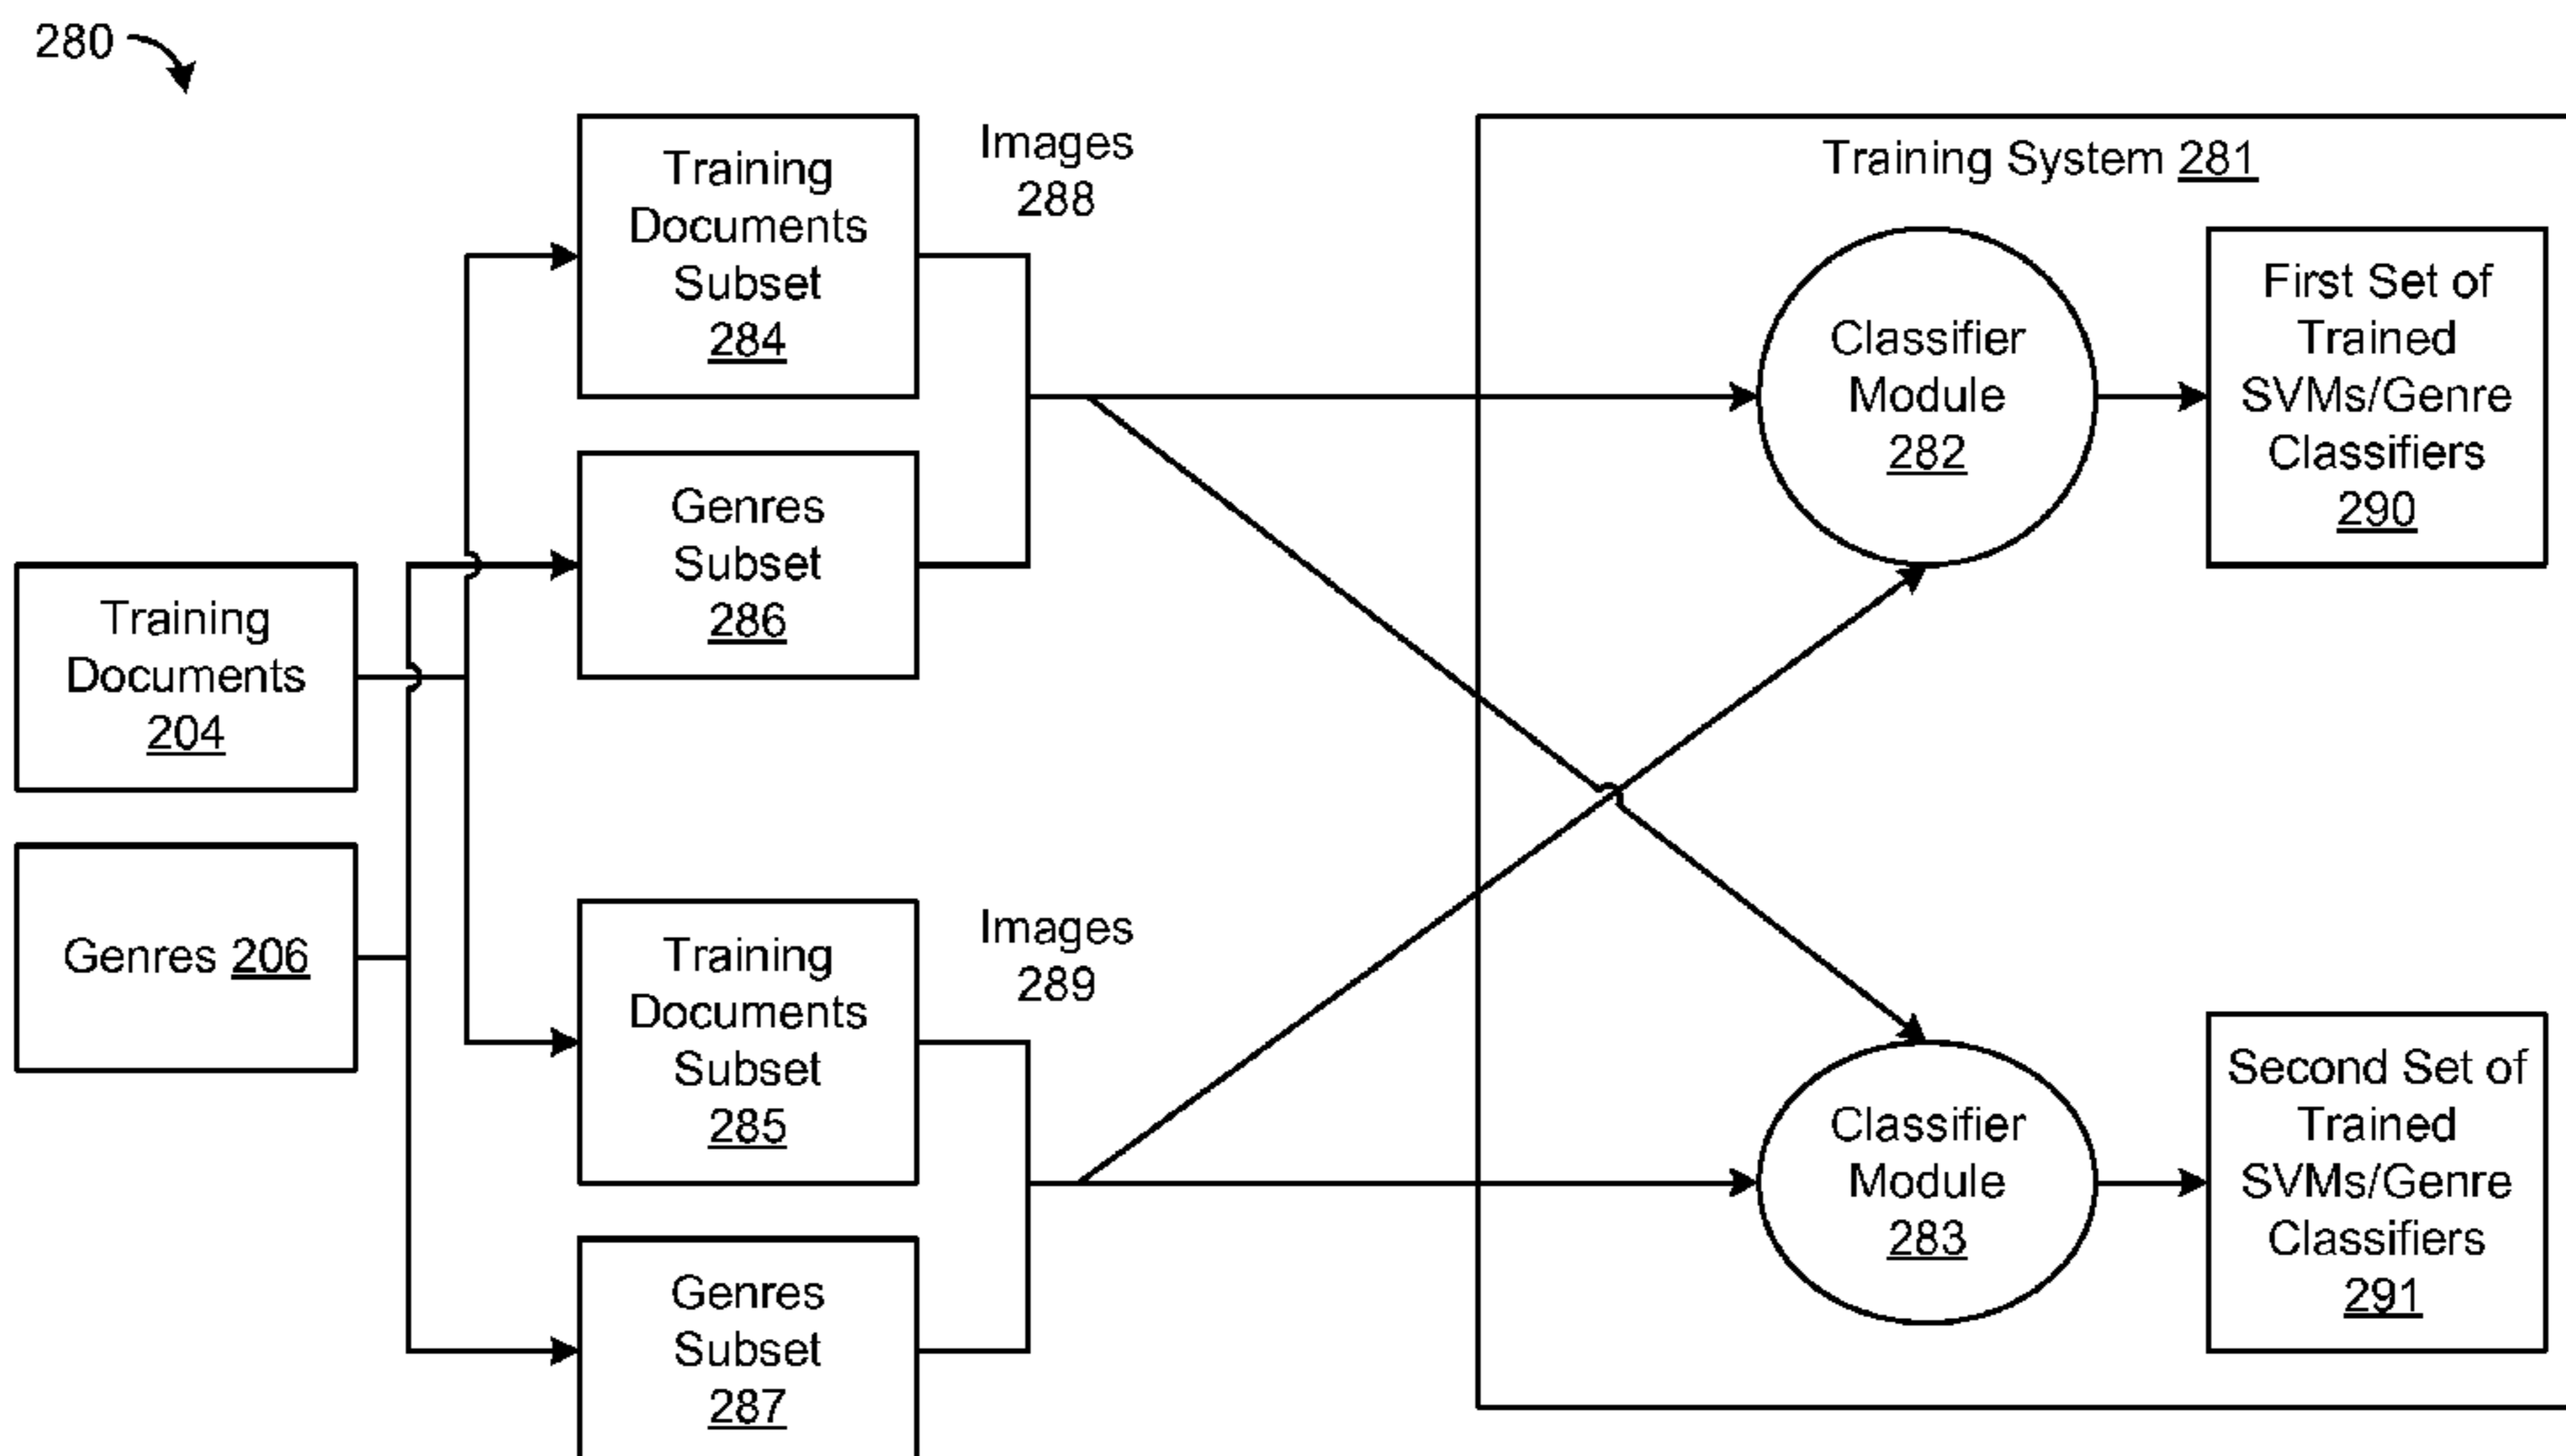 280
Training
Documents
204
Genres 206
Training
Documents
Subset
284
Genres
Subset
286
Images
288
Training
Documents
Subset
285
Genres
Subset
287
Images
289
Training System 281
Classifier
Module
282
First Set of
Trained
SVMs/Genre
Classifiers
290
Classifier
Module
283
Second Set of
Trained
SVMs/Genre
Classifiers
291